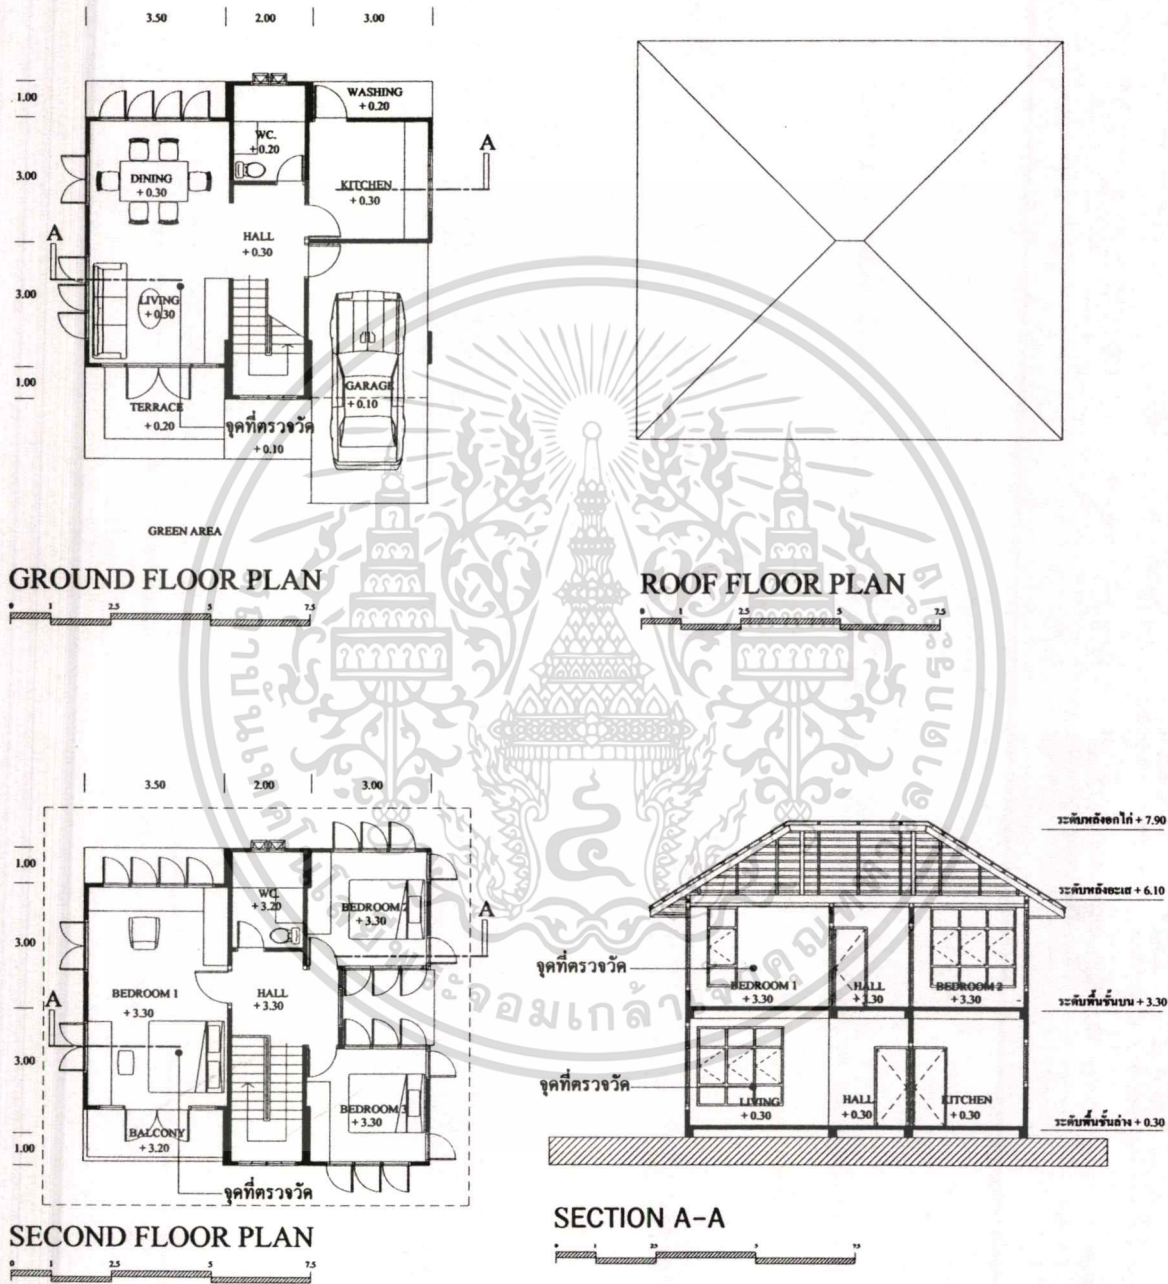 3.50 2.00 3.00
1.00
3.00
3.00
1.00
WASHING
+ 0.20
WC.
+ 0.20
A
DINING
+ 0.30
KITCHEN
+ 0.30
A
HALL
+ 0.30
LIVING
+ 0.30
GARAGE
+ 0.10
TERRACE
+ 0.20
จุดที่ตรวจวัด
+ 0.10
GREEN AREA
GROUND FLOOR PLAN
0 1 2.5 5 7.5
ROOF FLOOR PLAN
0 1 2.5 5 7.5
3.50 2.00 3.00
1.00
3.00
3.00
1.00
WC.
+ 3.20
BEDROOM 2
+ 3.30
A
A
BEDROOM 1
+ 3.30
HALL
+ 3.30
BEDROOM 3
+ 3.30
BALCONY
+ 3.20
จุดที่ตรวจวัด
SECOND FLOOR PLAN
0 1 2.5 5 7.5
ระดับหลังอกไก่ + 7.90
ระดับหลังอะเส + 6.10
จุดที่ตรวจวัด
BEDROOM 1
+ 3.30
HALL
+ 3.30
BEDROOM 2
+ 3.30
ระดับพื้นชั้นบน + 3.30
จุดที่ตรวจวัด
LIVING
+ 0.30
HALL
+ 0.30
KITCHEN
+ 0.30
ระดับพื้นชั้นล่าง + 0.30
SECTION A-A
0 1 2.5 5 7.5